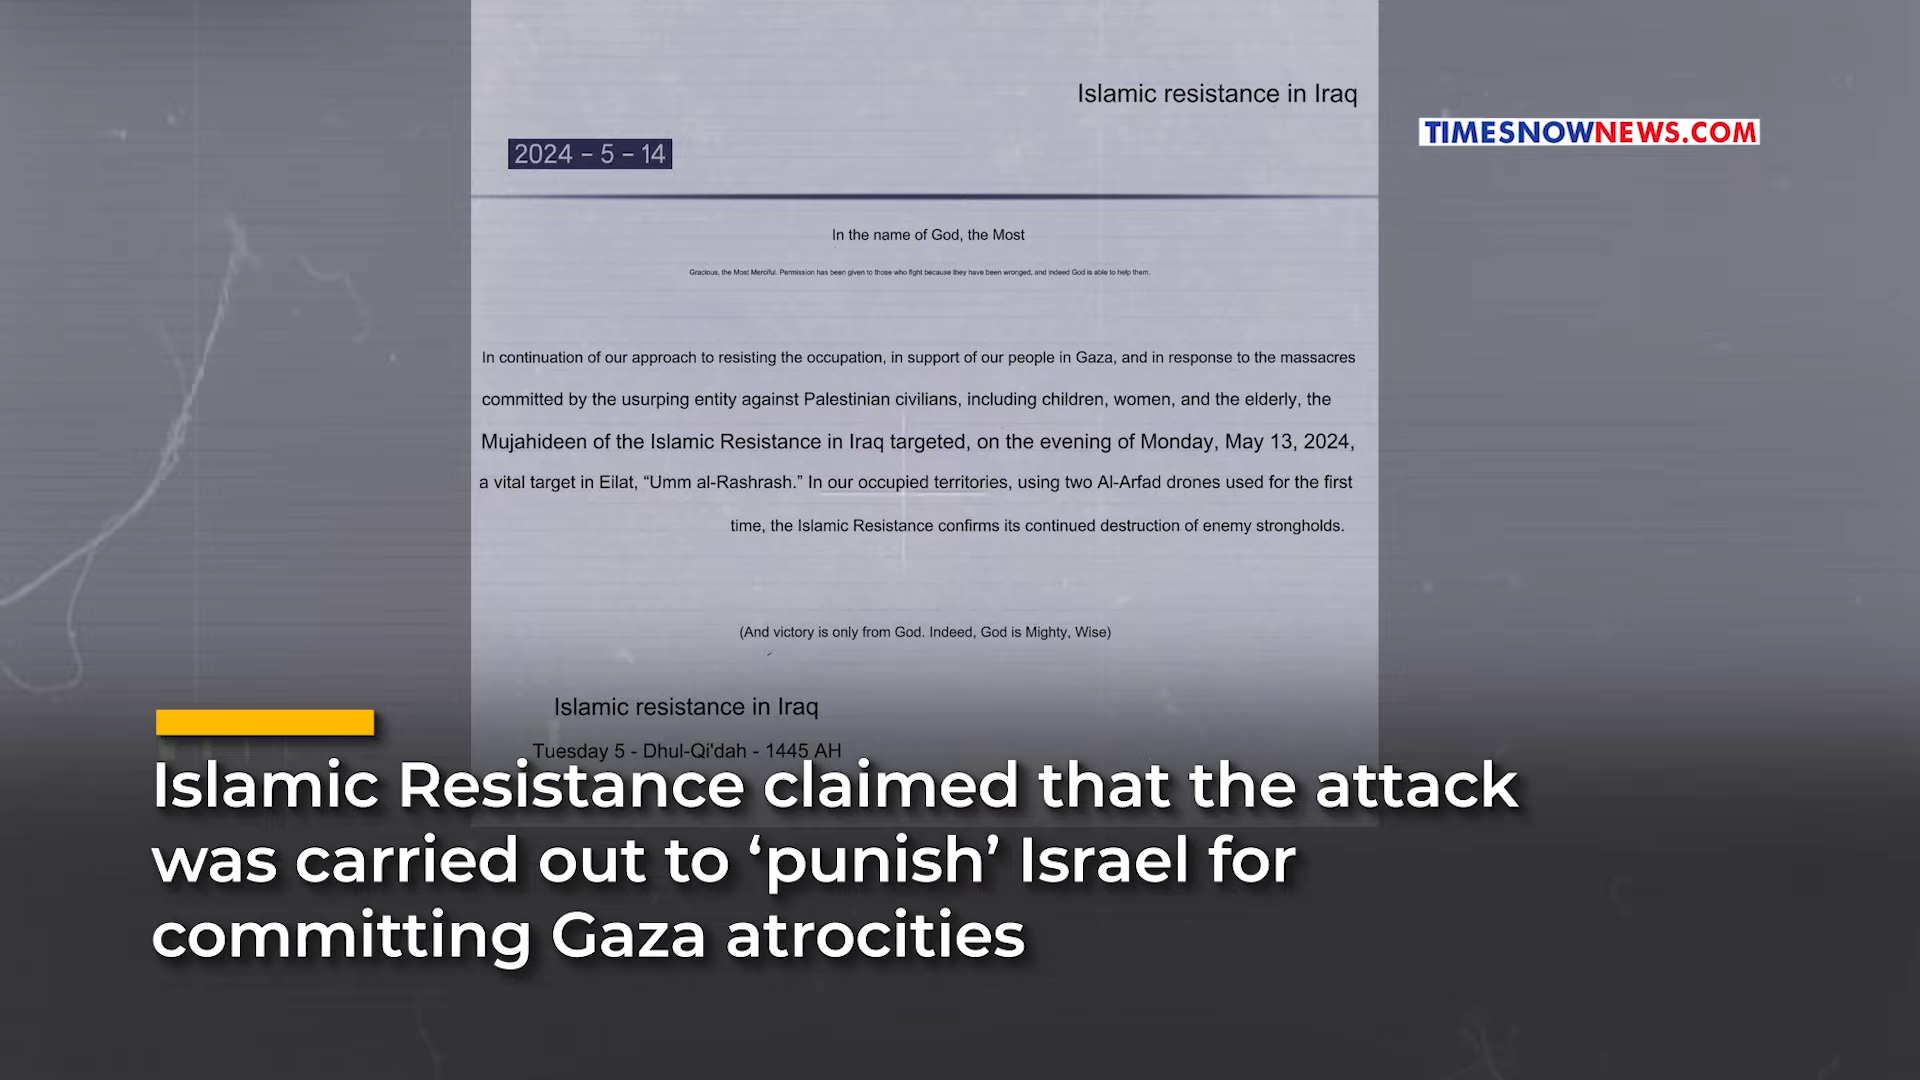 Islamic resistance in Iraq
TIMESNOWNEWS.COM
2024 – 5 – 14
In the name of God, the Most
Gracious, the Most Merciful. Permission has been given to those who fight because they have been wronged, and indeed God is able to help them.
In continuation of our approach to resisting the occupation, in support of our people in Gaza, and in response to the massacres
committed by the usurping entity against Palestinian civilians, including children, women, and the elderly, the
Mujahideen of the Islamic Resistance in Iraq targeted, on the evening of Monday, May 13, 2024,
a vital target in Eilat, “Umm al-Rashrash.” In our occupied territories, using two Al-Arfad drones used for the first
time, the Islamic Resistance confirms its continued destruction of enemy strongholds.
(And victory is only from God. Indeed, God is Mighty, Wise)
Islamic resistance in Iraq
Tuesday 5 - Dhul-Qi'dah - 1445 AH
Islamic Resistance claimed that the attack
was carried out to ‘punish’ Israel for
committing Gaza atrocities